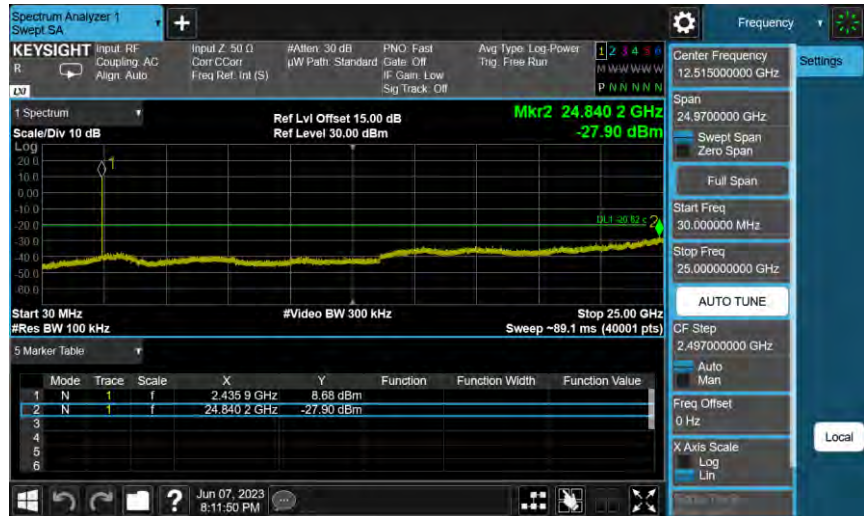 Spectrum Analyzer 1
Swept SA
Frequency
KEYSIGHT
R
LXI
Input: RF
Coupling: AC
Align: Auto
Input Z: 50 Ω
Corr CCorr
Freq Ref: Int (S)
#Atten: 30 dB
µW Path: Standard
PNO: Fast
Gate: Off
IF Gain: Low
Sig Track: Off
Avg Type: Log-Power
Trig: Free Run
1 2 3 4 5 6
M W W W W W
P N N N N N
1 Spectrum
Scale/Div 10 dB
Ref Lvl Offset 15.00 dB
Ref Level 30.00 dBm
Mkr2 24.840 2 GHz
-27.90 dBm
Log
20.0
10.0
0.00
-10.0
-20.0
-30.0
-40.0
-50.0
-60.0
1
2
Start 30 MHz
#Res BW 100 kHz
#Video BW 300 kHz
Stop 25.00 GHz
Sweep ~89.1 ms (40001 pts)
5 Marker Table
Mode Trace Scale X Y Function Function Width Function Value
1 N 1 f 2.435 9 GHz 8.68 dBm
2 N 1 f 24.840 2 GHz -27.90 dBm
3
4
5
6
Jun 07, 2023
8:11:50 PM
Center Frequency
12.515000000 GHz
Span
24.9700000 GHz
Swept Span
Zero Span
Full Span
Start Freq
30.000000 MHz
Stop Freq
25.000000000 GHz
AUTO TUNE
CF Step
2.497000000 GHz
Auto
Man
Freq Offset
0 Hz
X Axis Scale
Log
Lin
Settings
Local